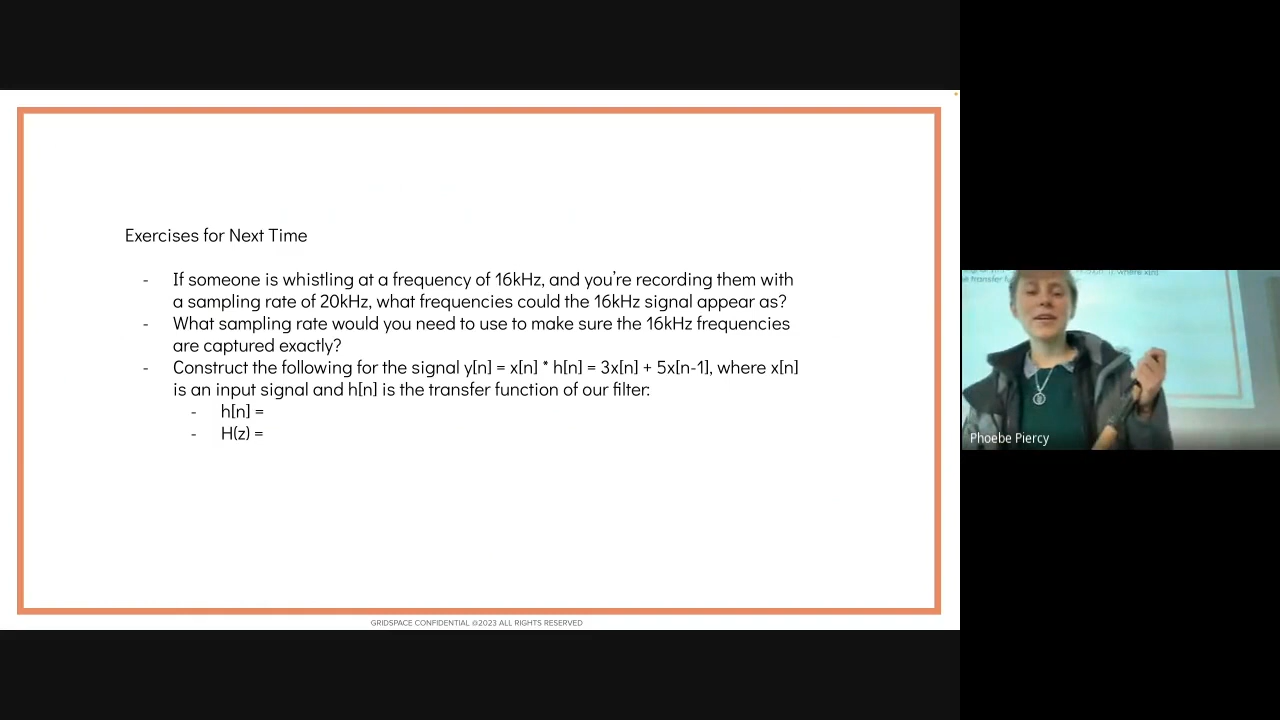 Exercises for Next Time
- If someone is whistling at a frequency of 16kHz, and you're recording them with
a sampling rate of 20kHz, what frequencies could the 16kHz signal appear as?
- What sampling rate would you need to use to make sure the 16kHz frequencies
are captured exactly?
- Construct the following for the signal y[n] = x[n] * h[n] = 3x[n] + 5x[n-1], where x[n]
is an input signal and h[n] is the transfer function of our filter:
- h[n] =
- H(z) =
GRIDSPACE CONFIDENTIAL @2023 ALL RIGHTS RESERVED
where x[n]
transfer
Phoebe Piercy